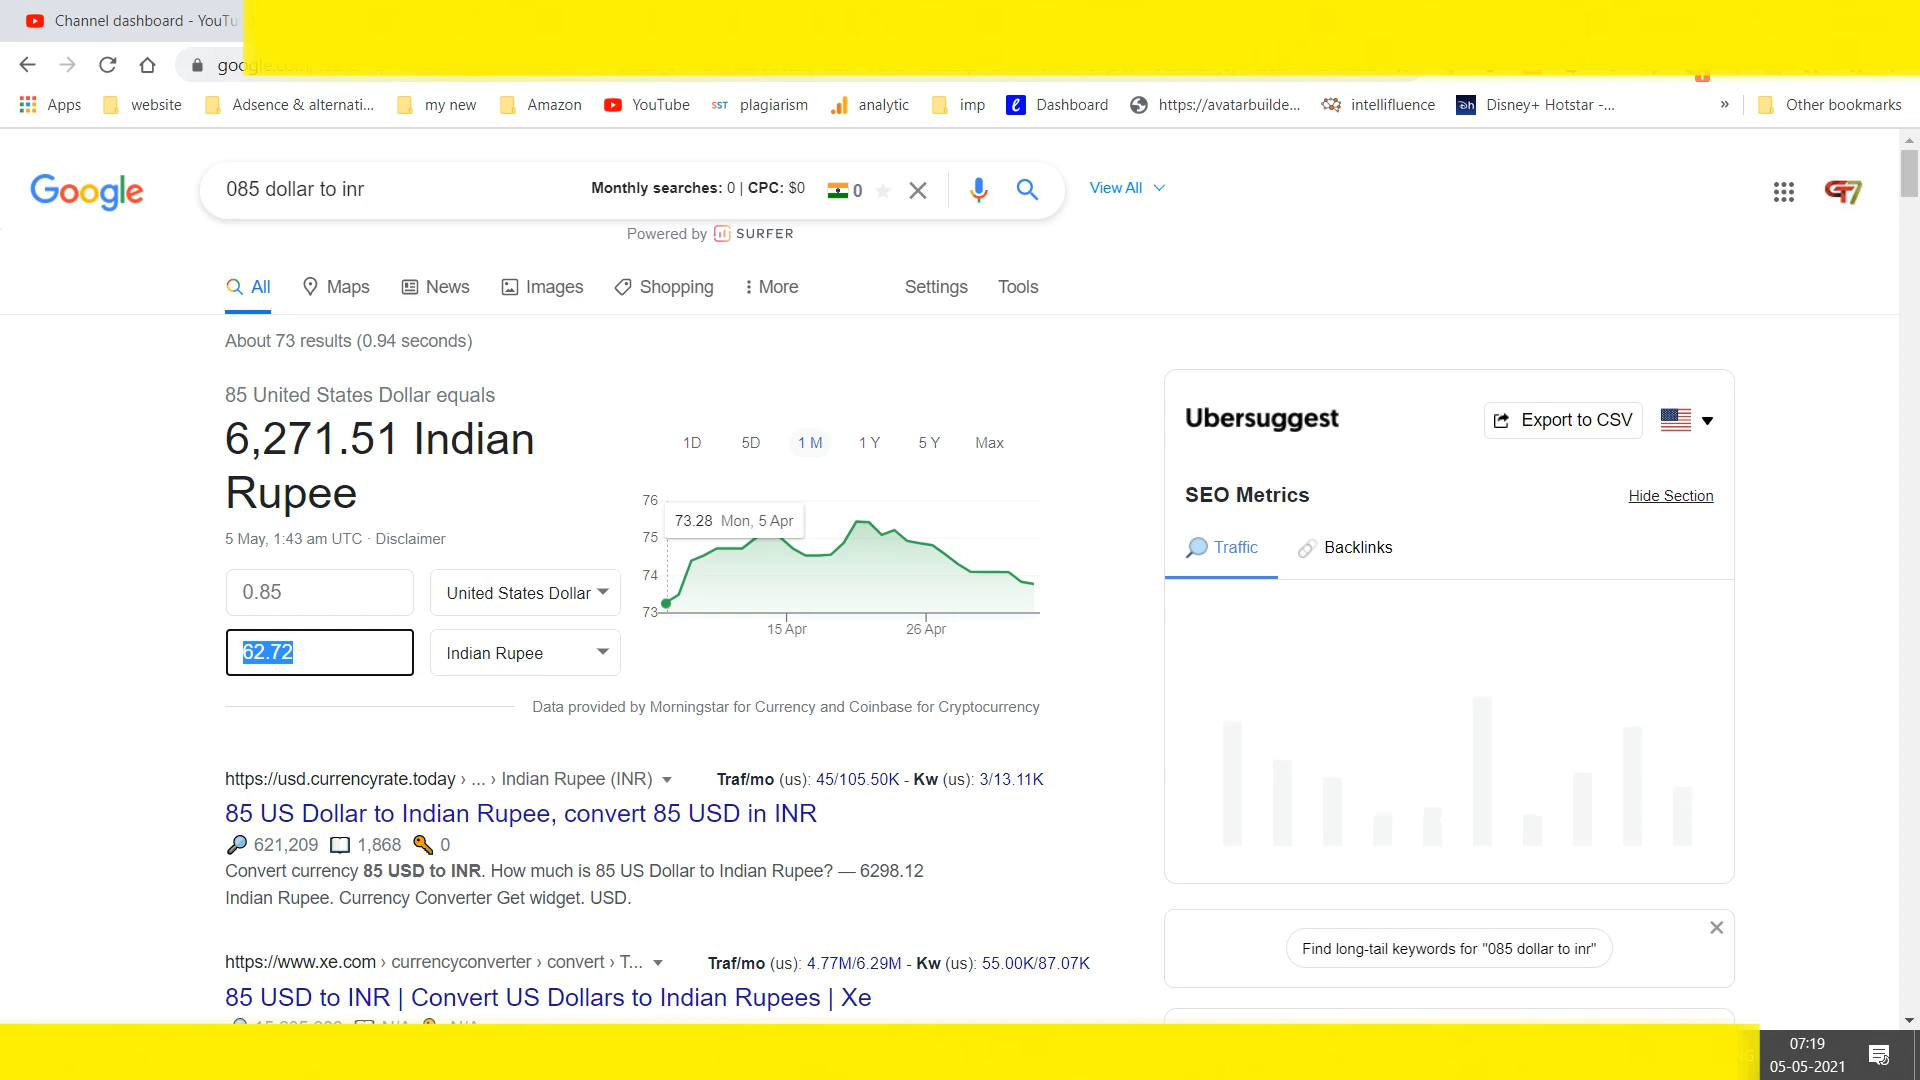 Channel dashboard - YouTu
google.com
Apps website Adsence & alternati... my new Amazon YouTube SST plagiarism analytic imp Dashboard https://avatarbuilde... intellifluence Disney+ Hotstar -... » Other bookmarks
Google 085 dollar to inr Monthly searches: 0 | CPC: $0 0 View All GT7
Powered by SURFER
All Maps News Images Shopping More Settings Tools
About 73 results (0.94 seconds)
85 United States Dollar equals
6,271.51 Indian
Rupee
5 May, 1:43 am UTC · Disclaimer
0.85 United States Dollar
62.72 Indian Rupee
1D 5D 1M 1Y 5Y Max
76
75
74
73
73.28 Mon, 5 Apr
15 Apr 26 Apr
Data provided by Morningstar for Currency and Coinbase for Cryptocurrency
https://usd.currencyrate.today › ... › Indian Rupee (INR) Traf/mo (us): 45/105.50K - Kw (us): 3/13.11K
85 US Dollar to Indian Rupee, convert 85 USD in INR
621,209 1,868 0
Convert currency 85 USD to INR. How much is 85 US Dollar to Indian Rupee? — 6298.12
Indian Rupee. Currency Converter Get widget. USD.
https://www.xe.com › currencyconverter › convert › T... Traf/mo (us): 4.77M/6.29M - Kw (us): 55.00K/87.07K
85 USD to INR | Convert US Dollars to Indian Rupees | Xe
Ubersuggest Export to CSV
SEO Metrics Hide Section
Traffic Backlinks
Find long-tail keywords for "085 dollar to inr"
07:19
05-05-2021